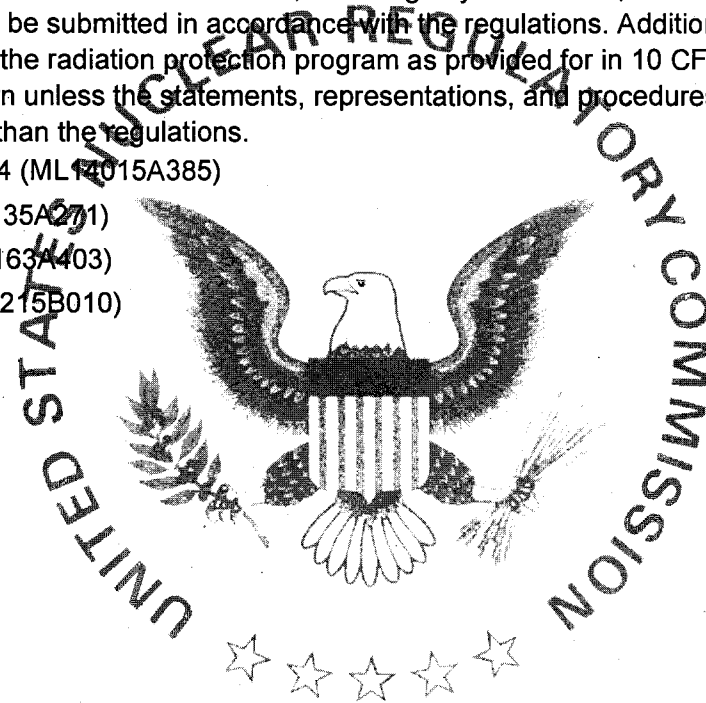 be submitted in accordance with the regulations. Addition
the radiation protection program as provided for in 10 CF
n unless the statements, representations, and procedures
than the regulations.
4 (ML14015A385)
35A271)
163A403)
215B010)
UNITED STATES NUCLEAR REGULATORY COMMISSION